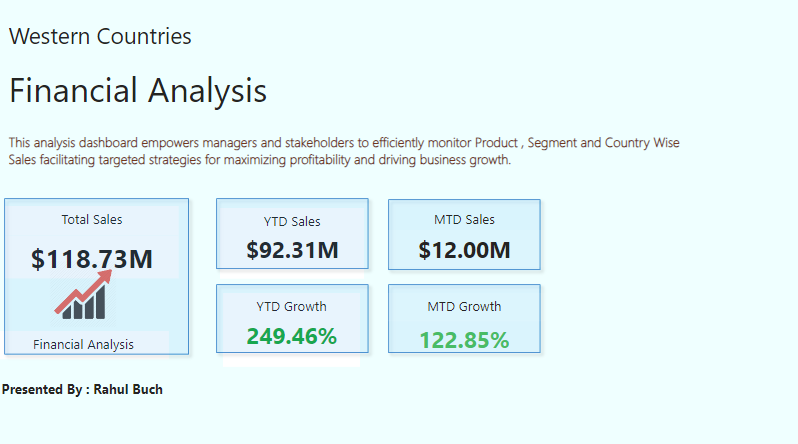 Western Countries
Financial Analysis
This analysis dashboard empowers managers and stakeholders to efficiently monitor Product , Segment and Country Wise
Sales facilitating targeted strategies for maximizing profitability and driving business growth.
Total Sales
$118.73M
Financial Analysis
YTD Sales
$92.31M
MTD Sales
$12.00M
YTD Growth
249.46%
MTD Growth
122.85%
Presented By : Rahul Buch